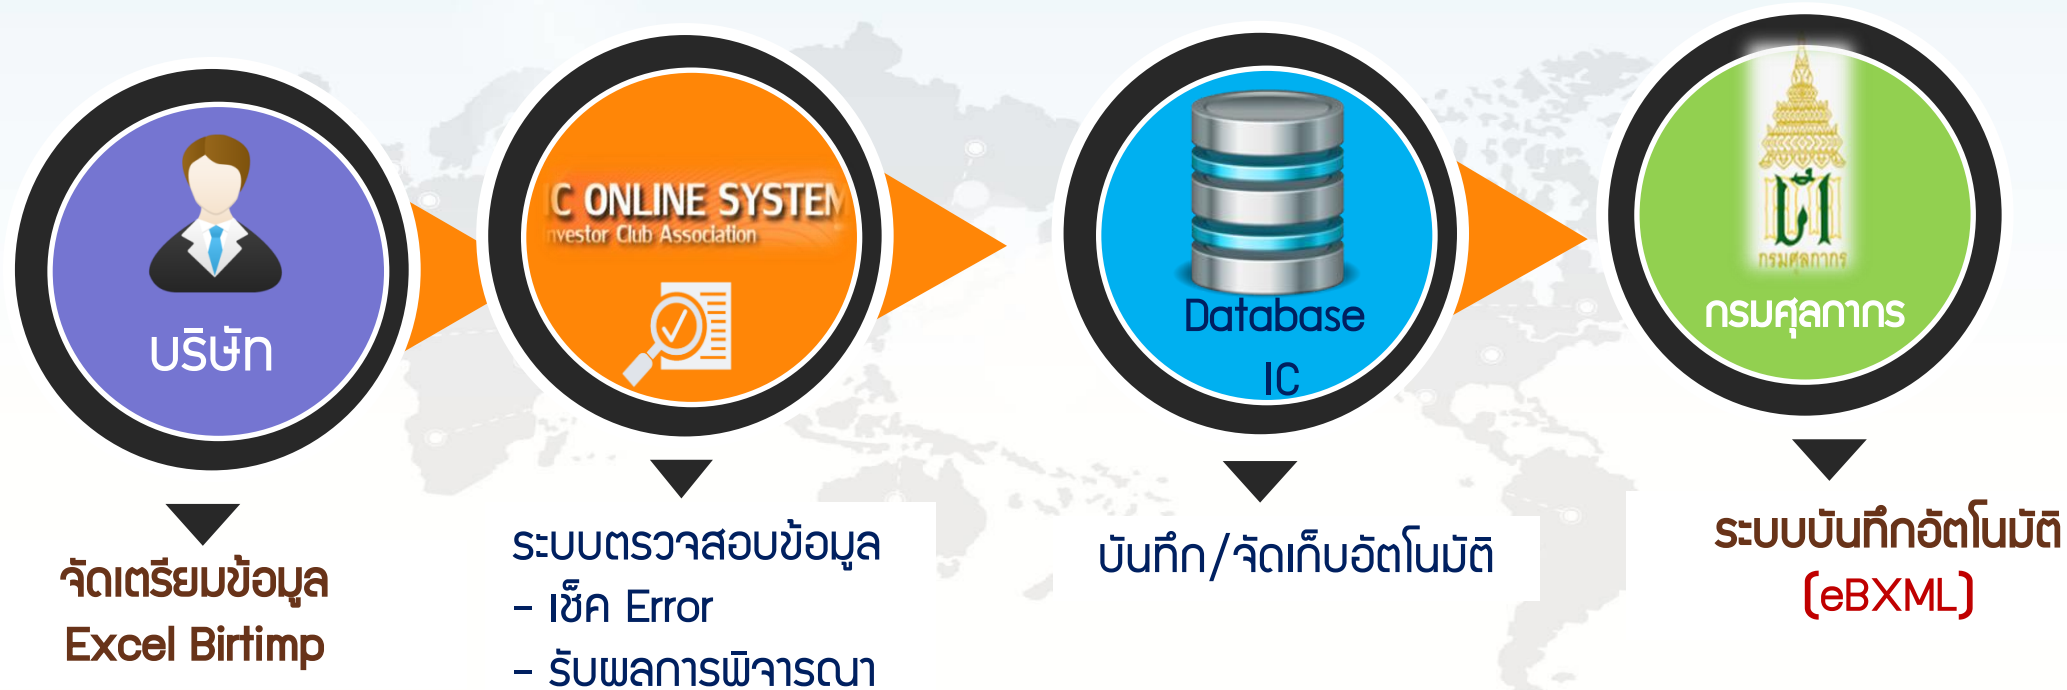 บริษัท
จัดเตรียมข้อมูล
Excel Birtimp
IC ONLINE SYSTEM
Investor Club Association
ระบบตรวจสอบข้อมูล
- เช็ค Error
- รับผลการพิจารณา
Database
IC
บันทึก/จัดเก็บอัตโนมัติ
กรมศุลกากร
กรมศุลกากร
ระบบบันทึกอัตโนมัติ
(eBXML)